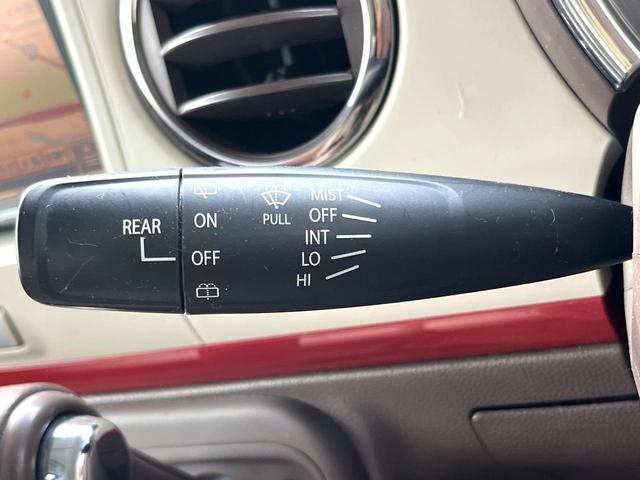 REAR
ON
OFF
PULL
MIST
OFF
INT
LO
HI